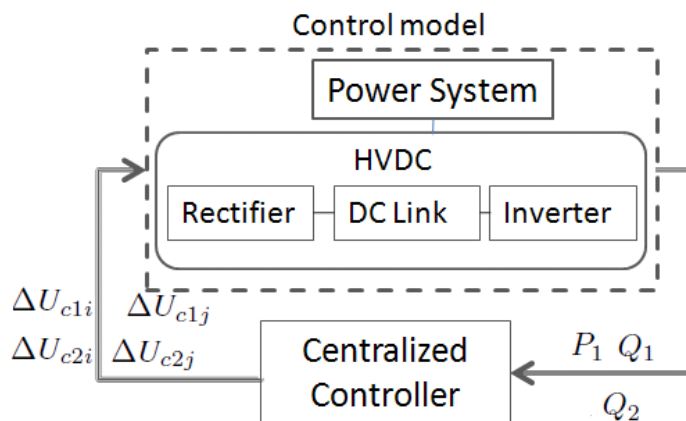 Control model
Power System
HVDC
Rectifier DC Link Inverter
ΔU_{c1i} ΔU_{c1j}
ΔU_{c2i} ΔU_{c2j}
Centralized
Controller
P_1 Q_1
Q_2